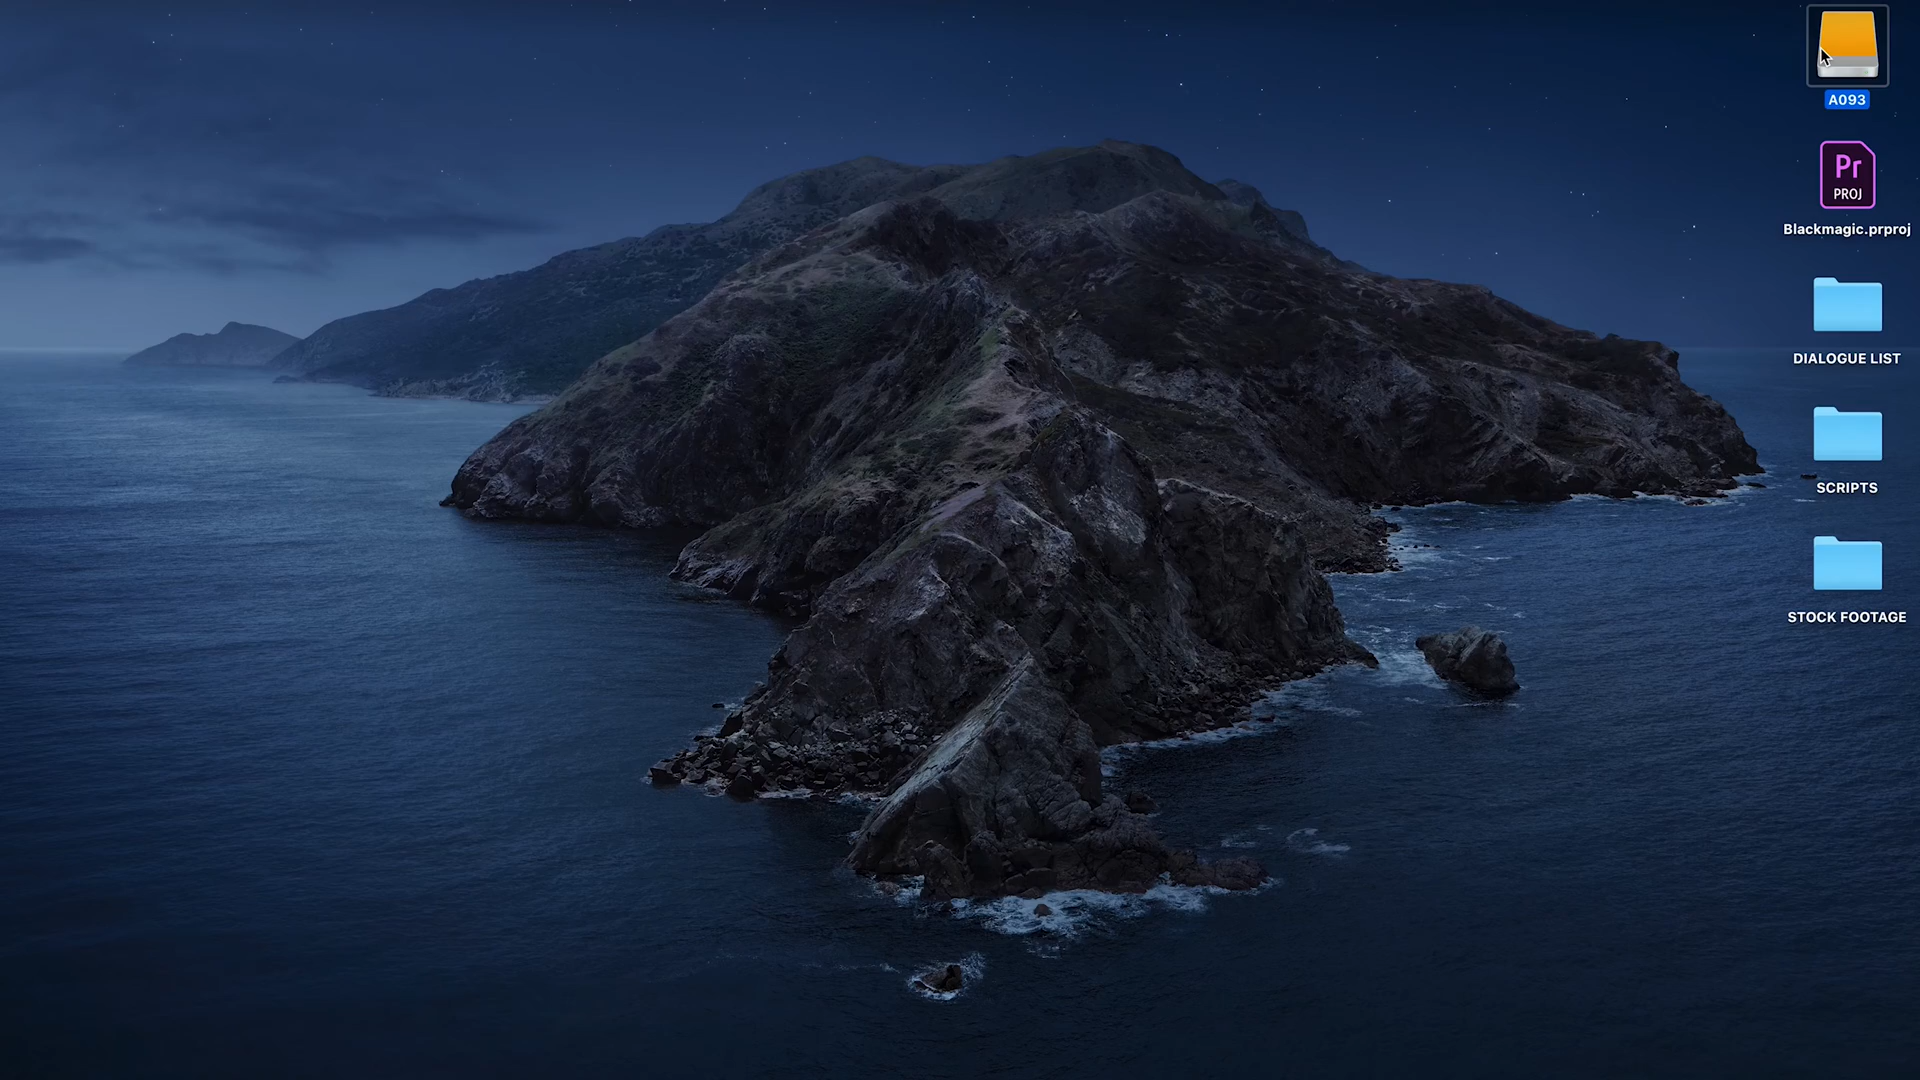 A093
Pr
PROJ
Blackmagic.prproj
DIALOGUE LIST
SCRIPTS
STOCK FOOTAGE